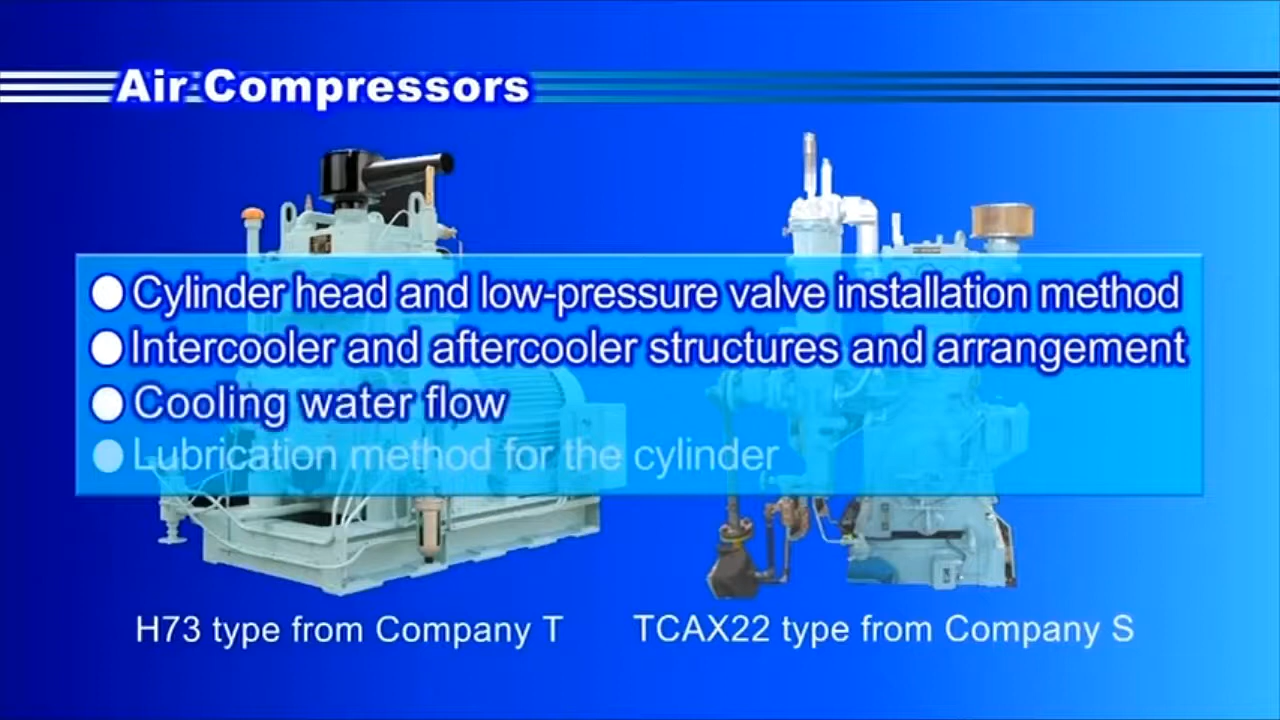 Air Compressors
● Cylinder head and low-pressure valve installation method
● Intercooler and aftercooler structures and arrangement
● Cooling water flow
● Lubrication method for the cylinder
H73 type from Company T
TCAX22 type from Company S